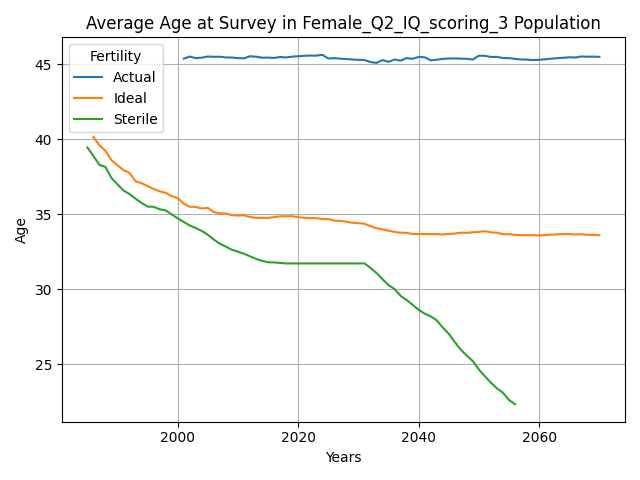 Average Age at Survey in Female_Q2_IQ_scoring_3 Population
Fertility
Actual
Ideal
Sterile
45
40
35
30
25
Age
2000
2020
2040
2060
Years